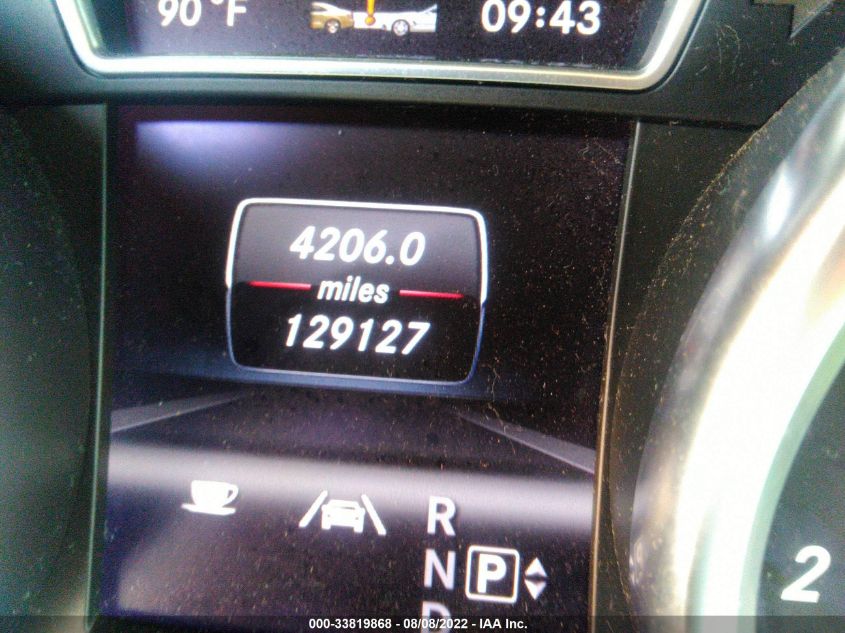 90 °F 09:43
4206.0
miles
129127
R
N P
D
2
000-33819868 - 08/08/2022 - IAA Inc.